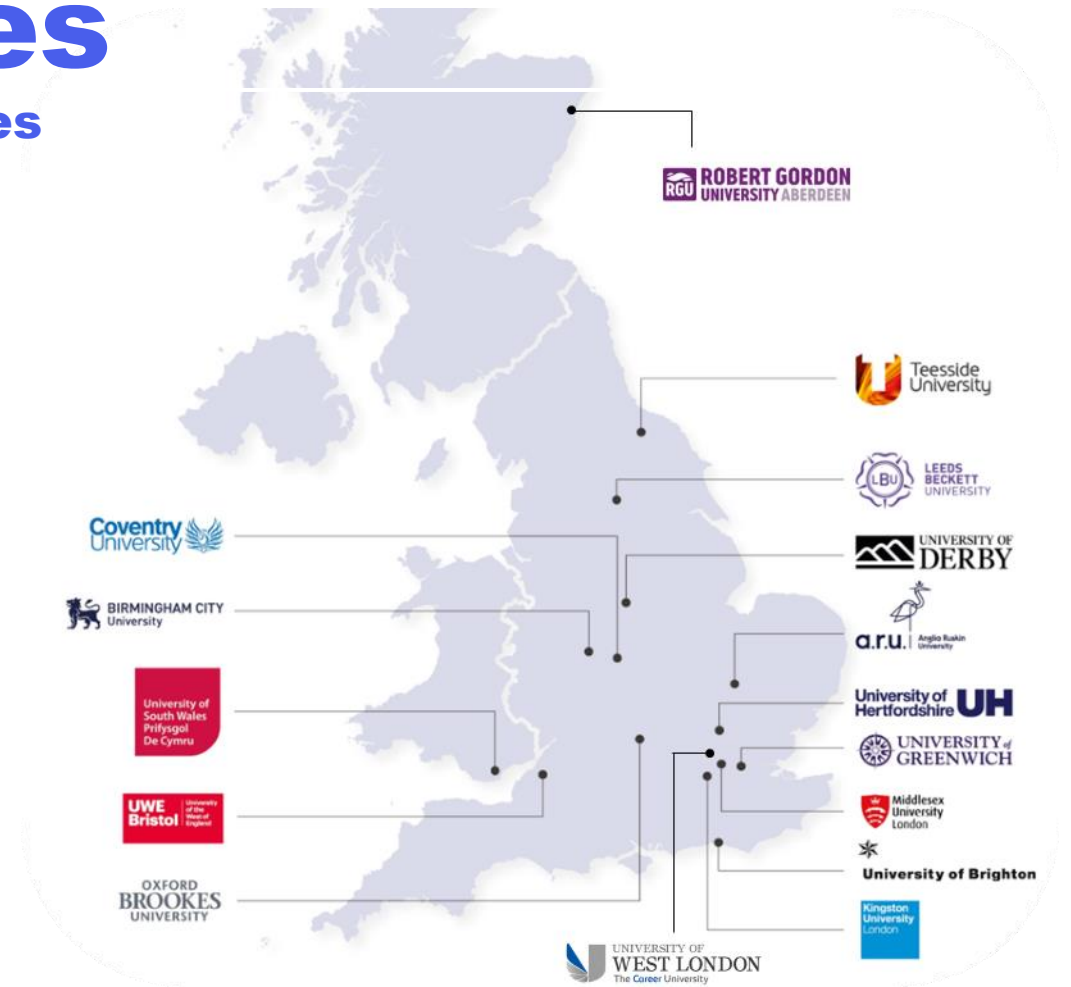 es
es
RGU
ROBERT GORDON
UNIVERSITY ABERDEEN
Teesside
University
LBU
LEEDS
BECKETT
UNIVERSITY
Coventry
University
UNIVERSITY OF
DERBY
BIRMINGHAM CITY
University
a.r.u.
Anglia Ruskin
University
University of
South Wales
Prifysgol
De Cymru
University of
Hertfordshire UH
UNIVERSITY of
GREENWICH
UWE
Bristol
University
of the
West of
England
Middlesex
University
London
University of Brighton
OXFORD
BROOKES
UNIVERSITY
Kingston
University
London
UNIVERSITY OF
WEST LONDON
The Career University